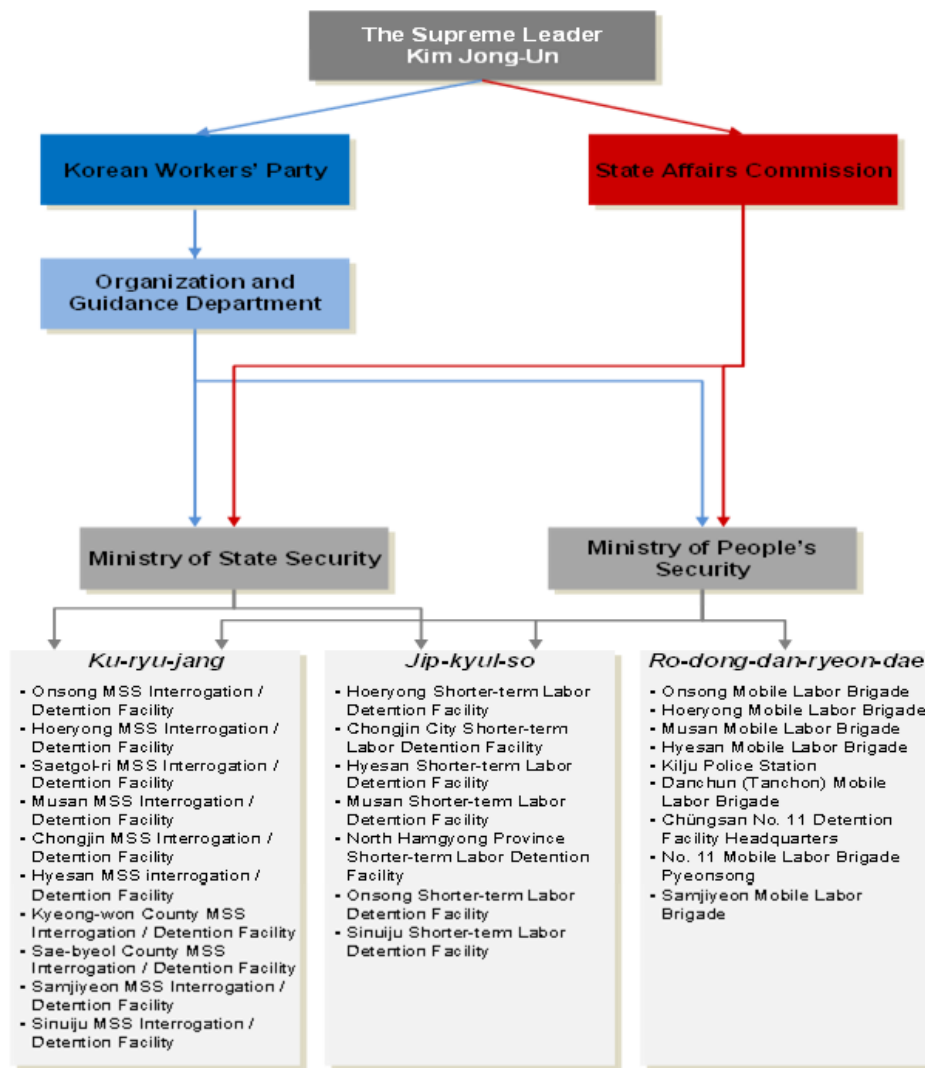 The Supreme Leader
Kim Jong-Un
Korean Workers' Party
State Affairs Commission
Organization and
Guidance Department
Ministry of State Security
Ministry of People's
Security
Ku-ryu-jang
- Onsong MSS Interrogation /
Detention Facility
- Hoeryong MSS Interrogation /
Detention Facility
- Saetgol-ri MSS Interrogation /
Detention Facility
- Musan MSS Interrogation /
Detention Facility
- Chongjin MSS Interrogation /
Detention Facility
- Hyesan MSS interrogation /
Detention Facility
- Kyeong-won County MSS
Interrogation / Detention Facility
- Sae-byeol County MSS
Interrogation / Detention Facility
- Samjiyeon MSS Interrogation /
Detention Facility
- Sinuiju MSS Interrogation /
Detention Facility
Jip-kyul-so
- Hoeryong Shorter-term Labor
Detention Facility
- Chongjin City Shorter-term
Labor Detention Facility
- Hyesan Shorter-term Labor
Detention Facility
- Musan Shorter-term Labor
Detention Facility
- North Hamgyong Province
Shorter-term Labor Detention
Facility
- Onsong Shorter-term Labor
Detention Facility
- Sinuiju Shorter-term Labor
Detention Facility
Ro-dong-dan-ryeon-dae
- Onsong Mobile Labor Brigade
- Hoeryong Mobile Labor Brigade
- Musan Mobile Labor Brigade
- Hyesan Mobile Labor Brigade
- Kilju Police Station
- Danchun (Tanchon) Mobile
Labor Brigade
- Chüngsan No. 11 Detention
Facility Headquarters
- No. 11 Mobile Labor Brigade
Pyeonsong
- Samjiyeon Mobile Labor
Brigade